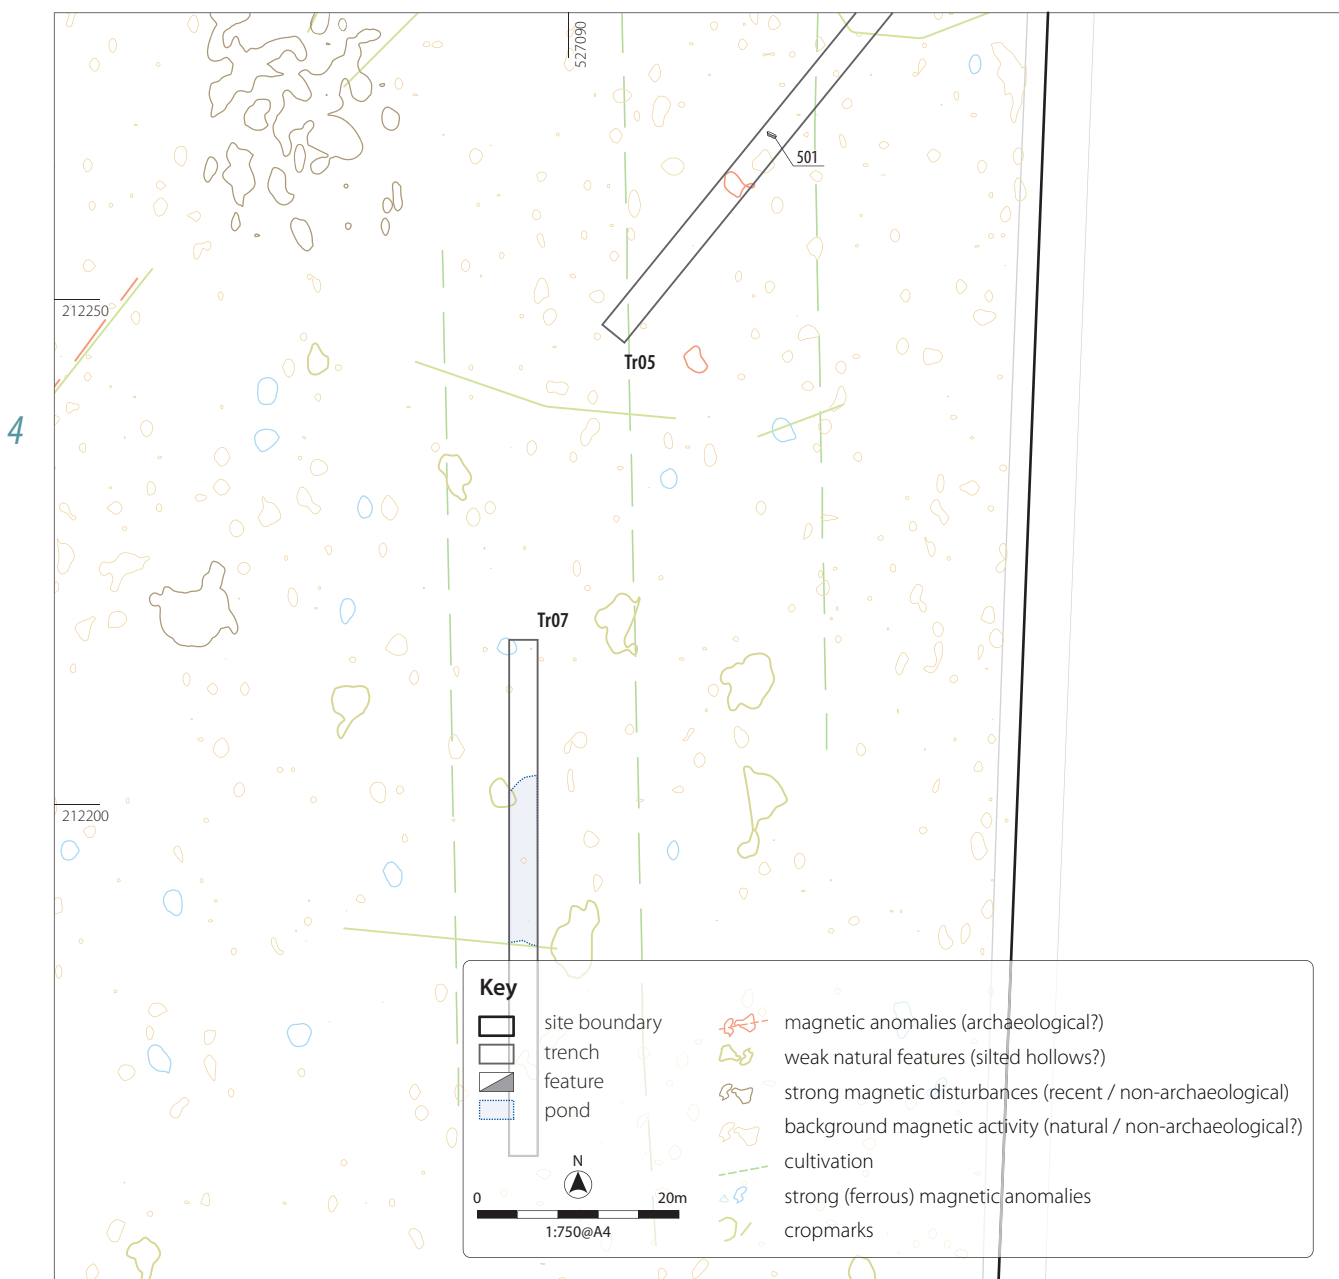 527090
501
212250
Tr05
4
Tr07
212200
Key
site boundary
trench
feature
pond
N
0 20m
1:750@A4
magnetic anomalies (archaeological?)
weak natural features (silted hollows?)
strong magnetic disturbances (recent / non-archaeological)
background magnetic activity (natural / non-archaeological?)
cultivation
strong (ferrous) magnetic anomalies
cropmarks